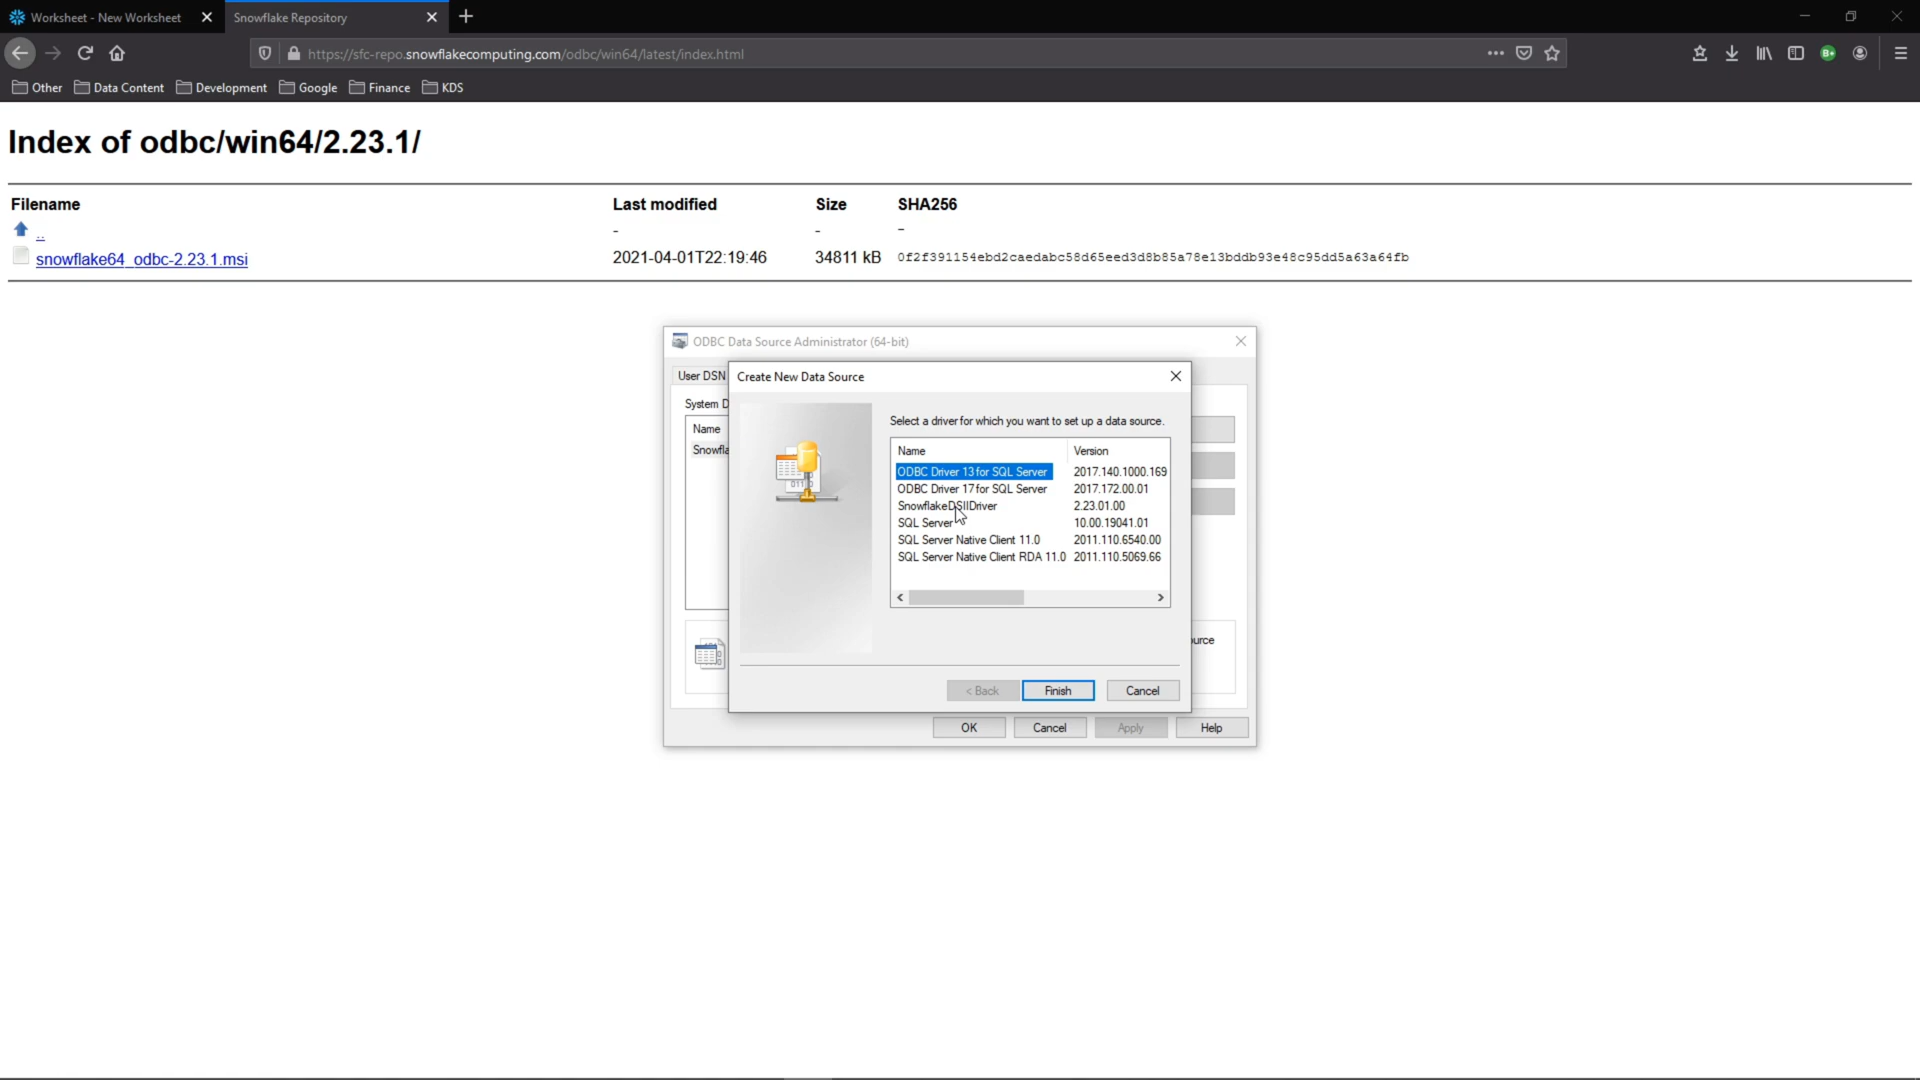 Worksheet - New Worksheet
Snowflake Repository
https://sfc-repo.snowflakecomputing.com/odbc/win64/latest/index.html
Other
Data Content
Development
Google
Finance
KDS
Index of odbc/win64/2.23.1/
Filename Last modified Size SHA256
.. - - -
snowflake64_odbc-2.23.1.msi 2021-04-01T22:19:46 34811 kB 0f2f391154ebd2caedabc58d65eed3d8b85a78e13bddb93e48c95dd5a63a64fb
ODBC Data Source Administrator (64-bit)
User DSN
Create New Data Source
System D
Select a driver for which you want to set up a data source.
Name
Snowfla
Name Version
ODBC Driver 13 for SQL Server 2017.140.1000.169
ODBC Driver 17 for SQL Server 2017.172.00.01
SnowflakeDSIIDriver 2.23.01.00
SQL Server 10.00.19041.01
SQL Server Native Client 11.0 2011.110.6540.00
SQL Server Native Client RDA 11.0 2011.110.5069.66
urce
< Back
Finish
Cancel
OK
Cancel
Apply
Help